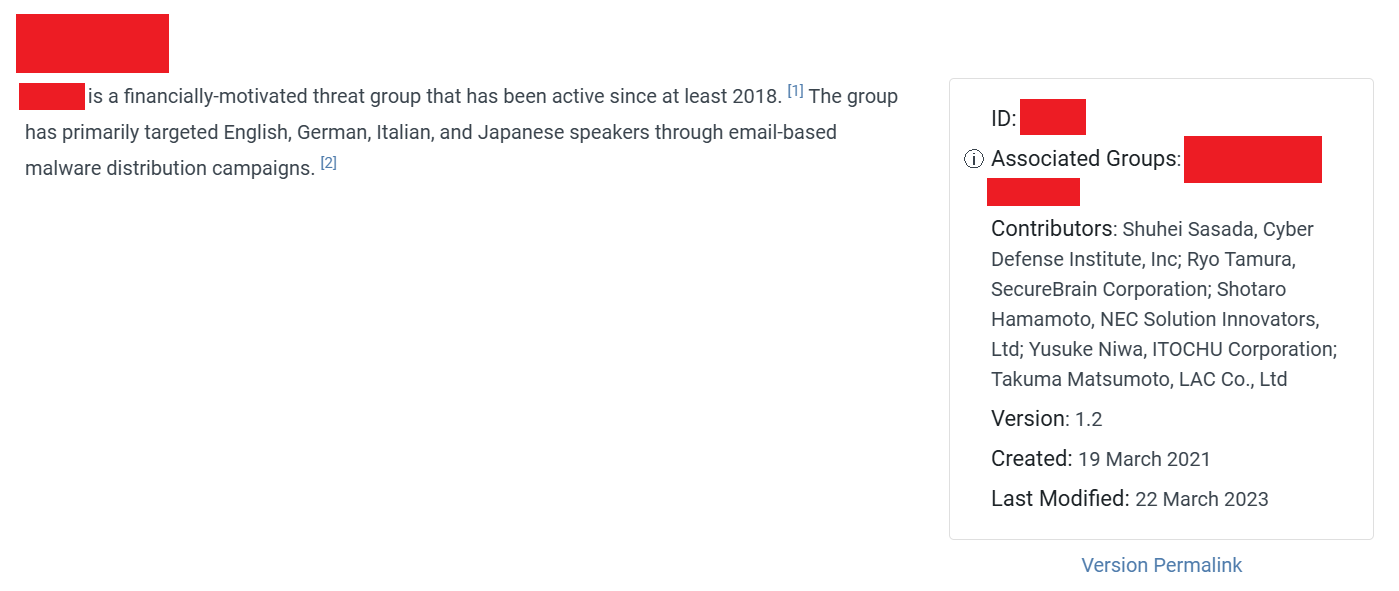 is a financially-motivated threat group that has been active since at least 2018. [1] The group
has primarily targeted English, German, Italian, and Japanese speakers through email-based
malware distribution campaigns. [2]
ID:
Associated Groups:
Contributors: Shuhei Sasada, Cyber
Defense Institute, Inc; Ryo Tamura,
SecureBrain Corporation; Shotaro
Hamamoto, NEC Solution Innovators,
Ltd; Yusuke Niwa, ITOCHU Corporation;
Takuma Matsumoto, LAC Co., Ltd
Version: 1.2
Created: 19 March 2021
Last Modified: 22 March 2023
Version Permalink